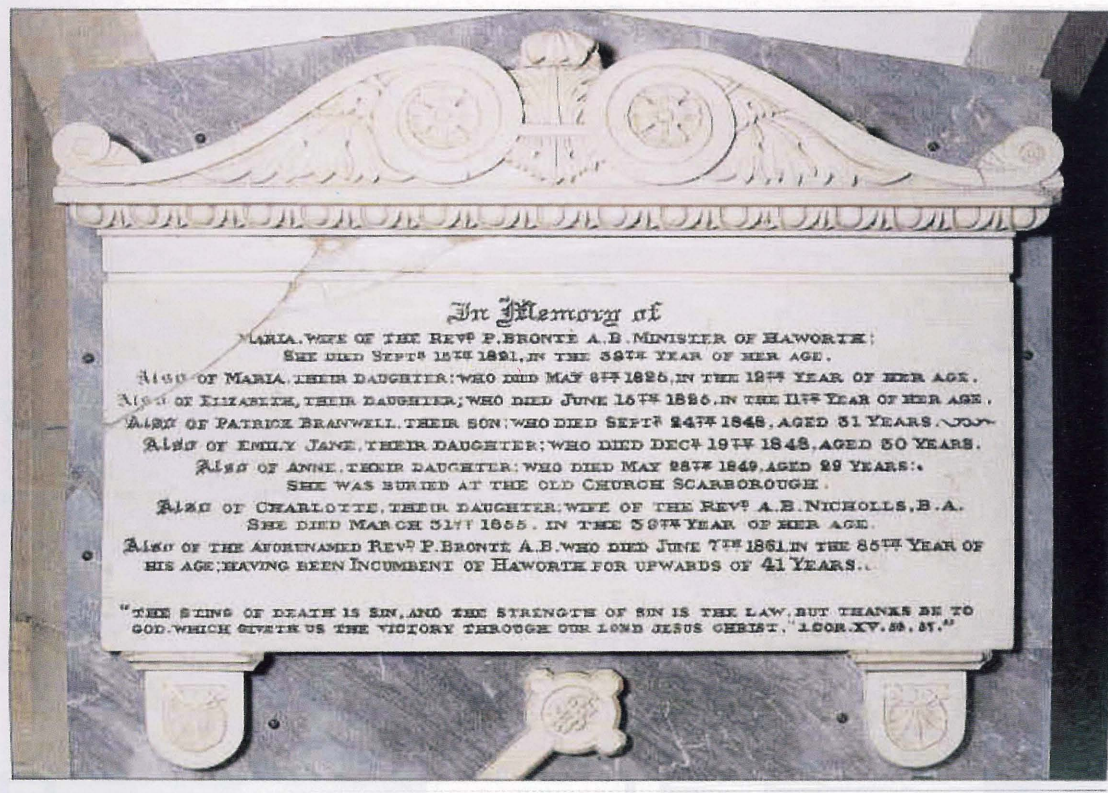 In Memory of
MARIA, WIFE OF THE REVD P. BRONTË A.B. MINISTER OF HAWORTH;
SHE DIED SEPTR 15TH 1821, IN THE 39TH YEAR OF HER AGE.
Also OF MARIA, THEIR DAUGHTER; WHO DIED MAY 6TH 1825, IN THE 12TH YEAR OF HER AGE.
Also OF ELIZABETH, THEIR DAUGHTER; WHO DIED JUNE 15TH 1825, IN THE 11TH YEAR OF HER AGE.
Also OF PATRICK BRANWELL, THEIR SON; WHO DIED SEPTR 24TH 1848, AGED 31 YEARS.
Also OF EMILY JANE, THEIR DAUGHTER; WHO DIED DECR 19TH 1848, AGED 30 YEARS.
Also OF ANNE, THEIR DAUGHTER; WHO DIED MAY 28TH 1849, AGED 29 YEARS:
SHE WAS BURIED AT THE OLD CHURCH SCARBOROUGH.
Also OF CHARLOTTE, THEIR DAUGHTER; WIFE OF THE REVD A.B. NICHOLLS, B.A.
SHE DIED MARCH 31ST 1855, IN THE 39TH YEAR OF HER AGE.
Also OF THE AFORENAMED REVD P. BRONTË A.B. WHO DIED JUNE 7TH 1861, IN THE 85TH YEAR OF
HIS AGE; HAVING BEEN INCUMBENT OF HAWORTH FOR UPWARDS OF 41 YEARS.
"THE STING OF DEATH IS SIN, AND THE STRENGTH OF SIN IS THE LAW, BUT THANKS BE TO
GOD, WHICH GIVETH US THE VICTORY THROUGH OUR LORD JESUS CHRIST." 1 COR. XV. 56, 57."